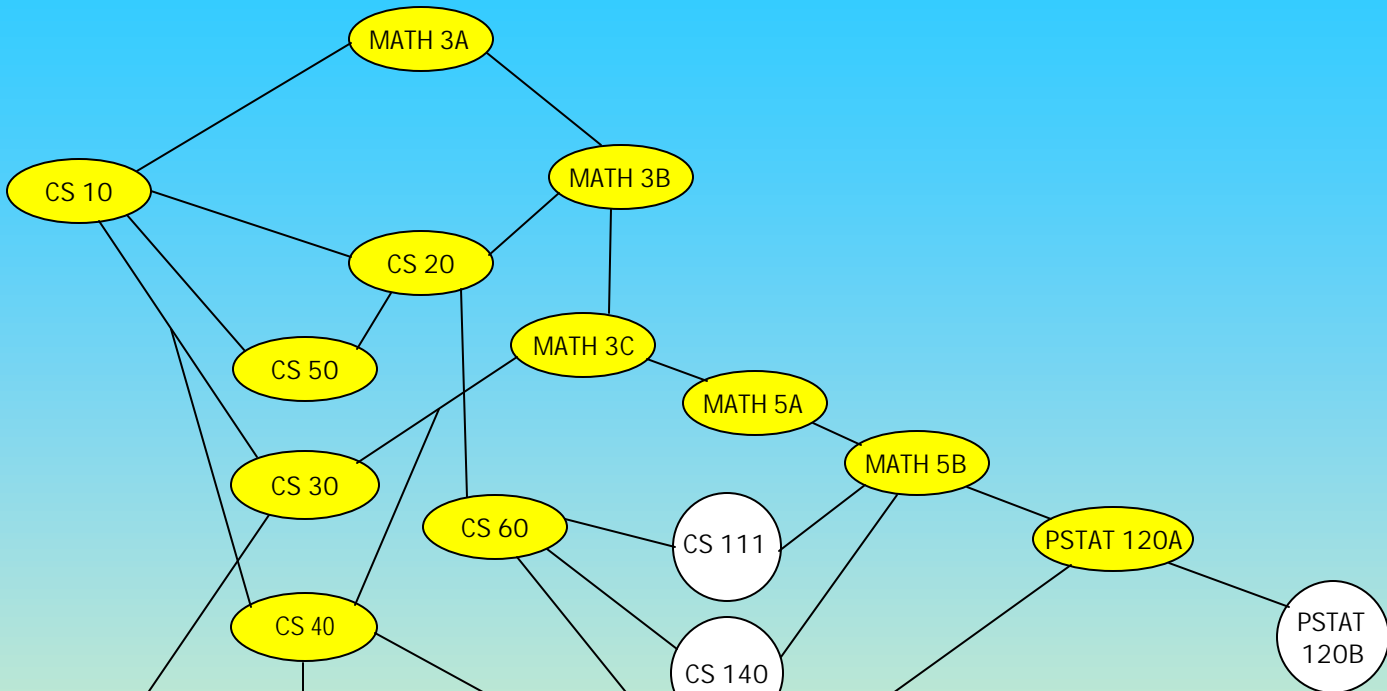 MATH 3A
MATH 3B
CS 10
CS 20
MATH 3C
CS 50
MATH 5A
MATH 5B
CS 30
CS 60
CS 111
PSTAT 120A
CS 40
PSTAT
120B
CS 140